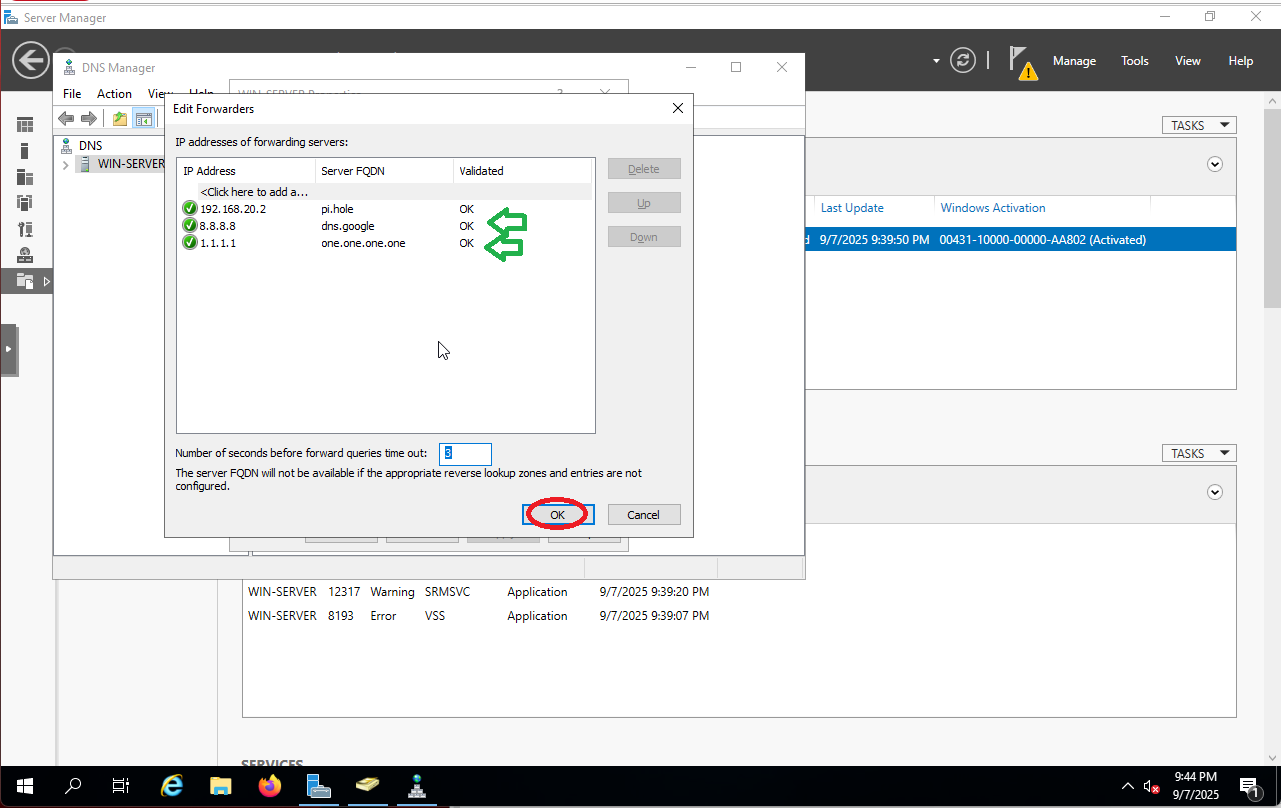 Server Manager
Manage Tools View Help
DNS Manager
File Action View Help
WIN-SERVER Properties
Edit Forwarders
IP addresses of forwarding servers:
IP Address Server FQDN Validated
<Click here to add a...
192.168.20.2 pi.hole OK
8.8.8.8 dns.google OK
1.1.1.1 one.one.one.one OK
Delete
Up
Down
Number of seconds before forward queries time out: 3
The server FQDN will not be available if the appropriate reverse lookup zones and entries are not
configured.
OK Cancel
DNS
WIN-SERVER
TASKS
Last Update Windows Activation
9/7/2025 9:39:50 PM 00431-10000-00000-AA802 (Activated)
TASKS
WIN-SERVER 12317 Warning SRMSVC Application 9/7/2025 9:39:20 PM
WIN-SERVER 8193 Error VSS Application 9/7/2025 9:39:07 PM
SERVICES
9:44 PM
9/7/2025
1